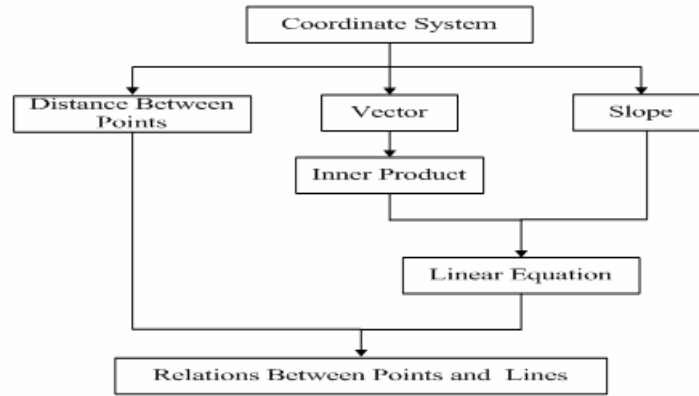 Coordinate System
Distance Between
Points
Vector
Slope
Inner Product
Linear Equation
Relations Between Points and Lines